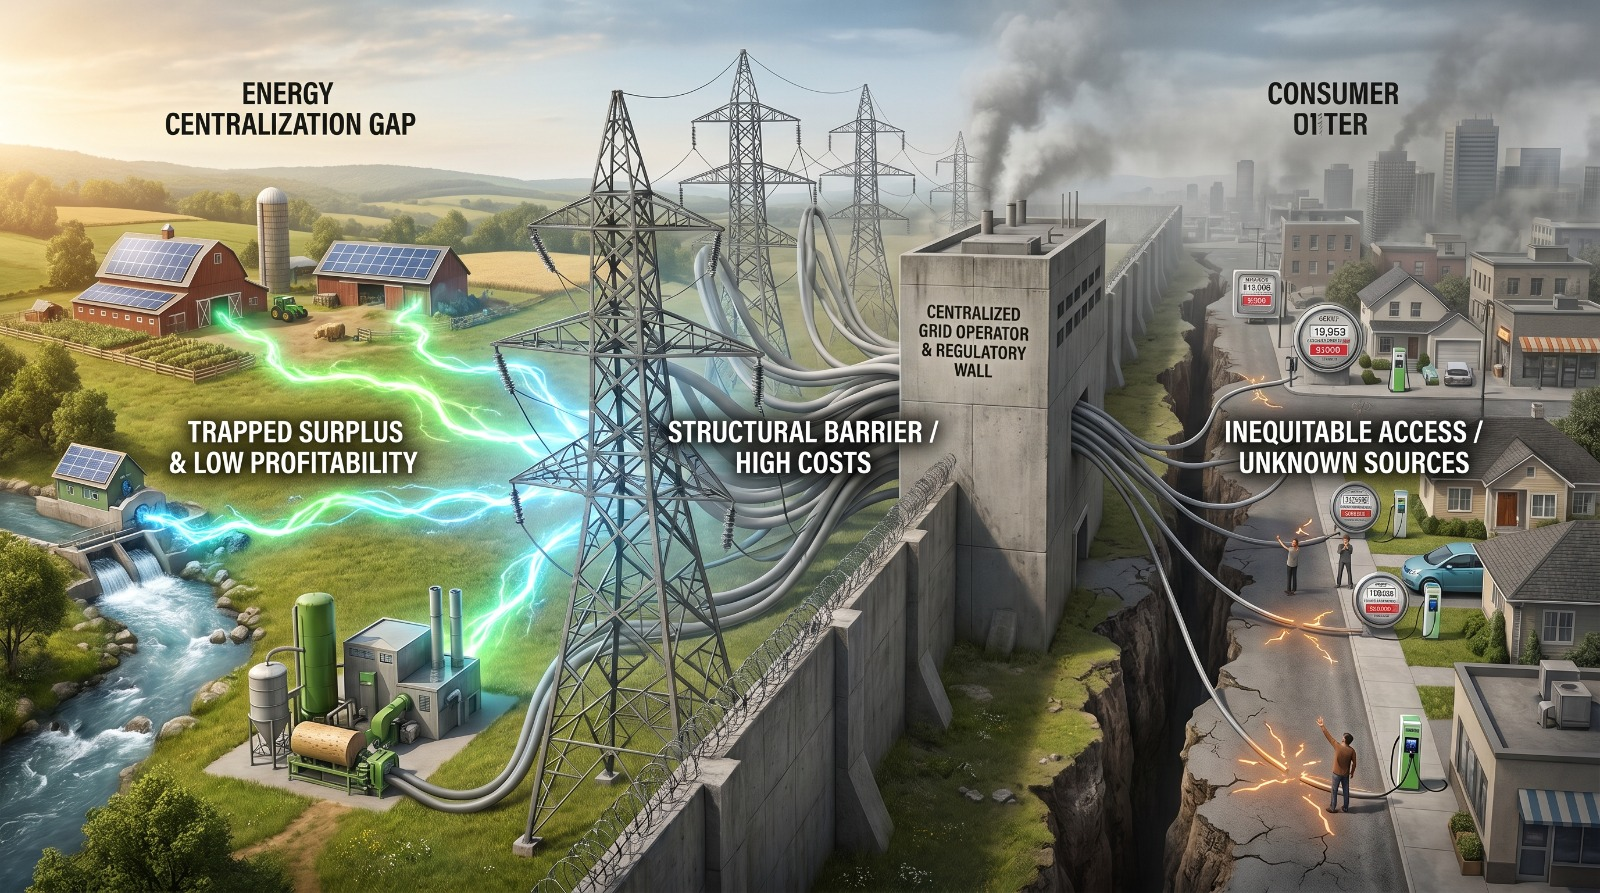 ENERGY
CENTRALIZATION GAP
CONSUMER
TRAPPED SURPLUS
& LOW PROFITABILITY
STRUCTURAL BARRIER /
HIGH COSTS
CENTRALIZED
GRID OPERATOR
& REGULATORY
WALL
INEQUITABLE ACCESS /
UNKNOWN SOURCES
19,953